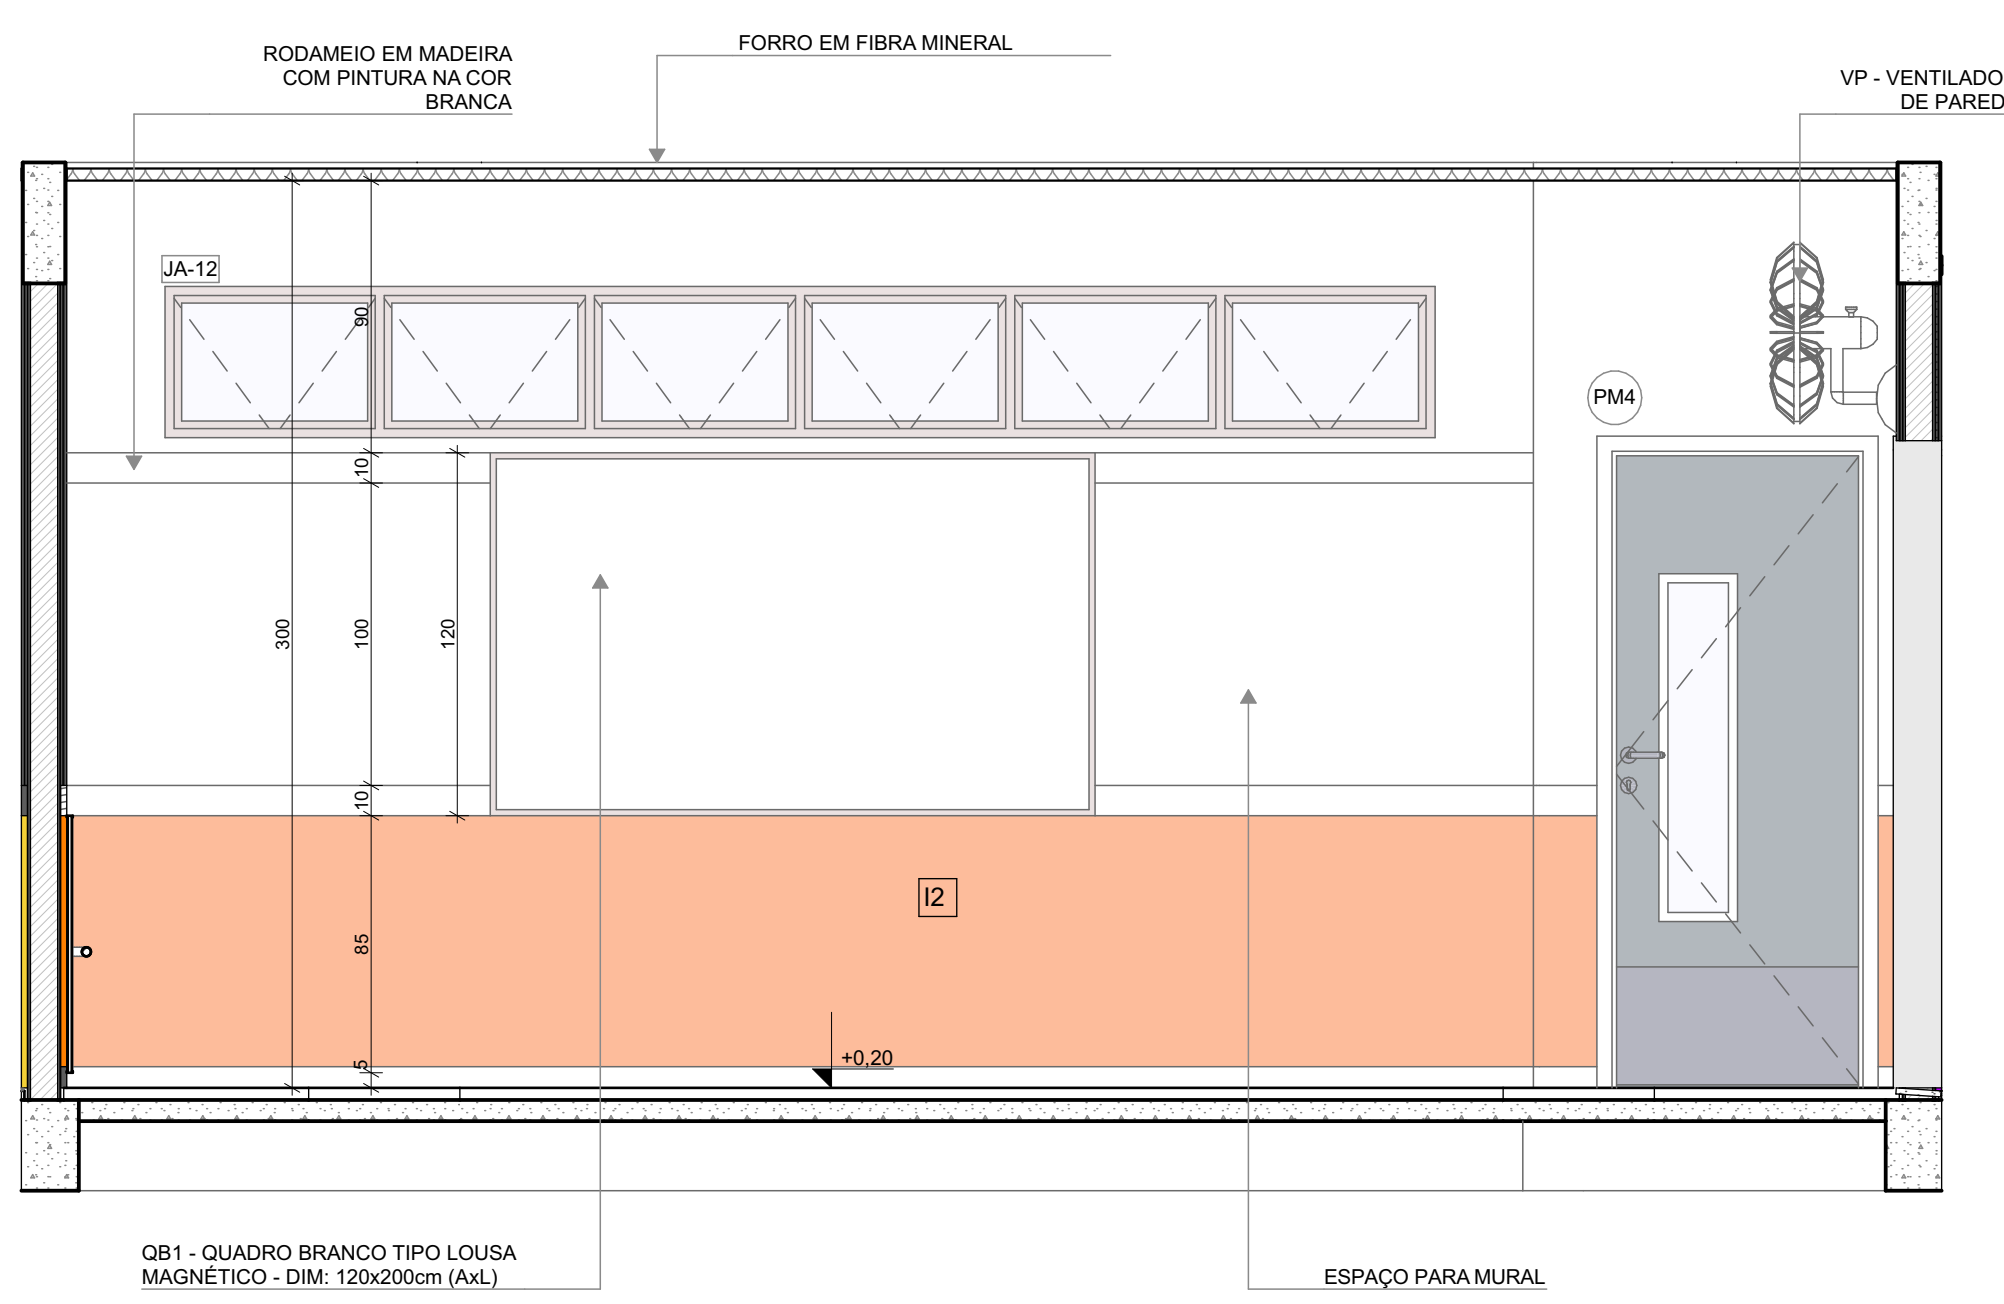 FORRO EM FIBRA MINERAL
RODAMEIO EM MADEIRA
COM PINTURA NA COR
BRANCA
VP - VENTILADO
DE PARED
JA-12
90
PM4
10
300
100
120
10
I2
85
5
+0,20
QB1 - QUADRO BRANCO TIPO LOUSA
MAGNÉTICO - DIM: 120x200cm (AxL)
ESPAÇO PARA MURAL